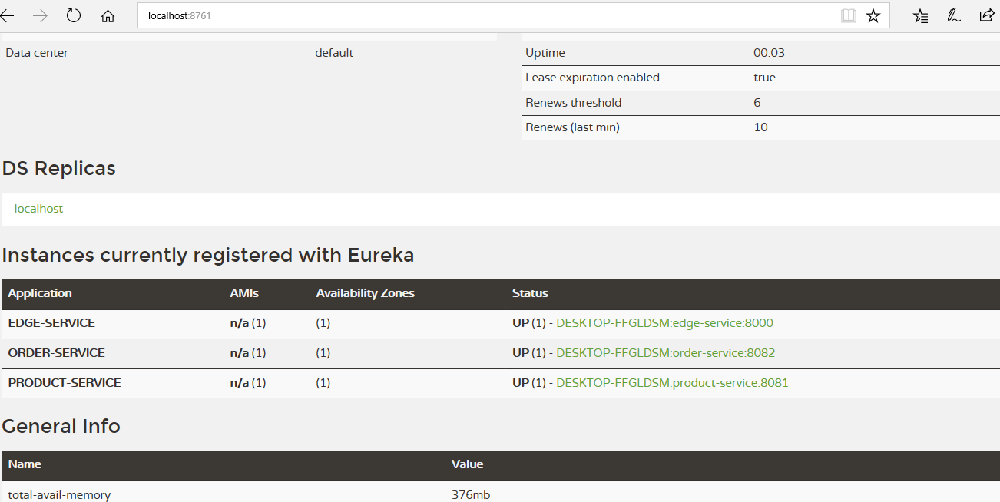 localhost:8761
Data center default
Uptime 00:03
Lease expiration enabled true
Renews threshold 6
Renews (last min) 10
DS Replicas
localhost
Instances currently registered with Eureka
Application AMIs Availability Zones Status
EDGE-SERVICE n/a (1) (1) UP (1) - DESKTOP-FFGLDSM:edge-service:8000
ORDER-SERVICE n/a (1) (1) UP (1) - DESKTOP-FFGLDSM:order-service:8082
PRODUCT-SERVICE n/a (1) (1) UP (1) - DESKTOP-FFGLDSM:product-service:8081
General Info
Name Value
total-avail-memory 376mb